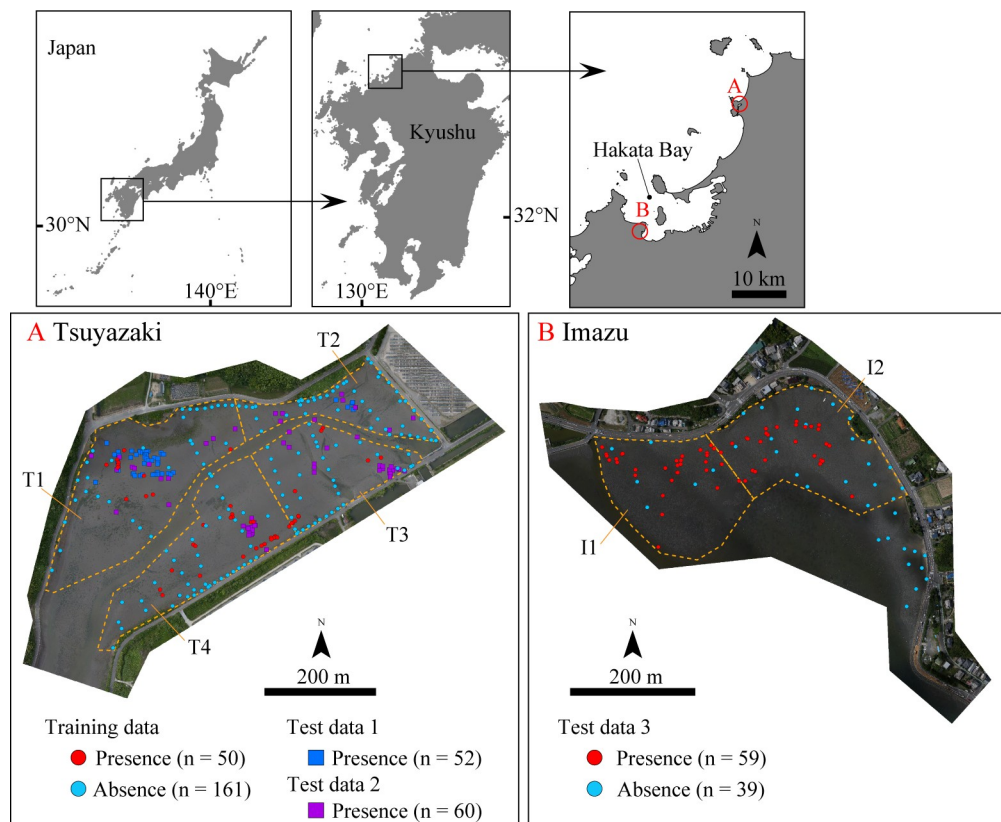 Japan
30°N
140°E
Kyushu
32°N
130°E
A
Hakata Bay
B
N
10 km
A Tsuyazaki
T2
T1
T3
T4
N
200 m
Training data
Presence (n = 50)
Absence (n = 161)
Test data 1
Presence (n = 52)
Test data 2
Presence (n = 60)
B Imazu
I2
I1
N
200 m
Test data 3
Presence (n = 59)
Absence (n = 39)